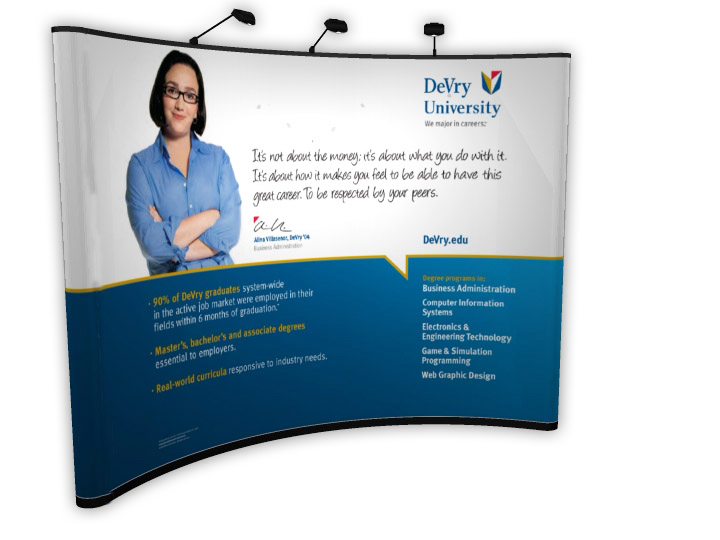 DeVry
University
We major in careers.
It's not about the money; it's about what you do with it.
It's about how it makes you feel to be able to have this
great career. To be respected by your peers.
Alina Villasenor, DeVry '04
Business Administration
DeVry.edu
· 90% of DeVry graduates system-wide
in the active job market were employed in their
fields within 6 months of graduation.*
· Master's, bachelor's and associate degrees
essential to employers.
· Real-world curricula responsive to industry needs.
Degree programs in:
Business Administration
Computer Information
Systems
Electronics &
Engineering Technology
Game & Simulation
Programming
Web Graphic Design